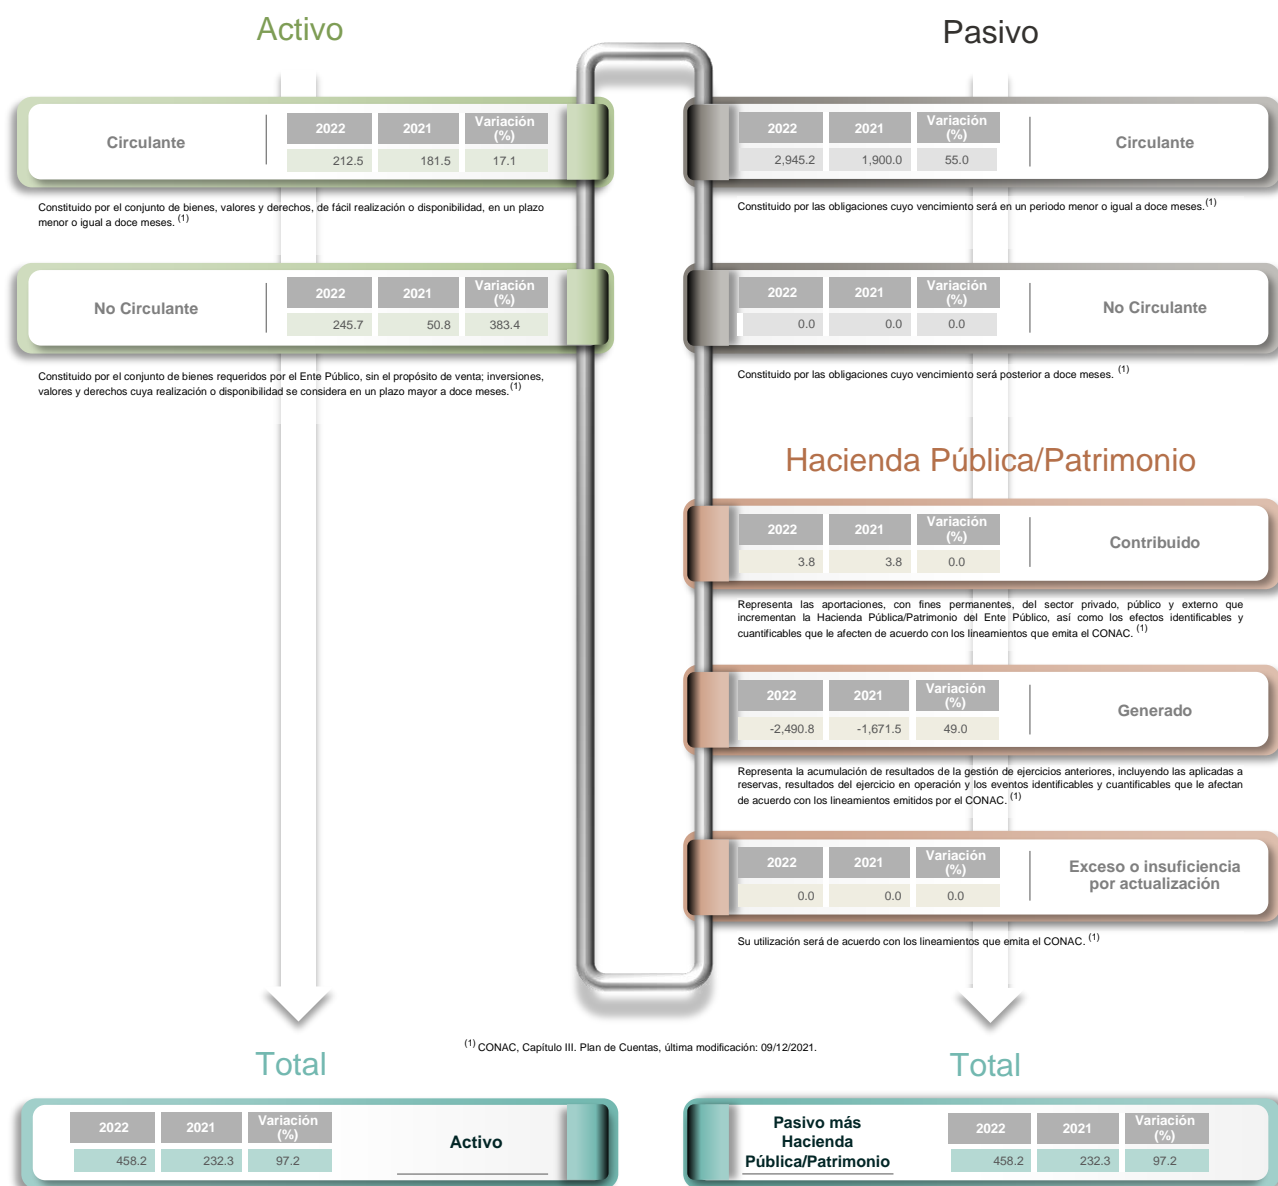 Activo
Circulante
2022 2021 Variación (%)
212.5 181.5 17.1
Constituido por el conjunto de bienes, valores y derechos, de fácil realización o disponibilidad, en un plazo
menor o igual a doce meses. (1)
No Circulante
2022 2021 Variación (%)
245.7 50.8 383.4
Constituido por el conjunto de bienes requeridos por el Ente Público, sin el propósito de venta; inversiones,
valores y derechos cuya realización o disponibilidad se considera en un plazo mayor a doce meses. (1)
Pasivo
2022 2021 Variación (%)
2,945.2 1,900.0 55.0
Circulante
Constituido por las obligaciones cuyo vencimiento será en un periodo menor o igual a doce meses. (1)
2022 2021 Variación (%)
0.0 0.0 0.0
No Circulante
Constituido por las obligaciones cuyo vencimiento será posterior a doce meses. (1)
Hacienda Pública/Patrimonio
2022 2021 Variación (%)
3.8 3.8 0.0
Contribuido
Representa las aportaciones, con fines permanentes, del sector privado, público y externo que
incrementan la Hacienda Pública/Patrimonio del Ente Público, así como los efectos identificables y
cuantificables que le afecten de acuerdo con los lineamientos que emita el CONAC. (1)
2022 2021 Variación (%)
-2,490.8 -1,671.5 49.0
Generado
Representa la acumulación de resultados de la gestión de ejercicios anteriores, incluyendo las aplicadas a
reservas, resultados del ejercicio en operación y los eventos identificables y cuantificables que le afectan
de acuerdo con los lineamientos emitidos por el CONAC. (1)
2022 2021 Variación (%)
0.0 0.0 0.0
Exceso o insuficiencia
por actualización
Su utilización será de acuerdo con los lineamientos que emita el CONAC. (1)
(1) CONAC, Capítulo III. Plan de Cuentas, última modificación: 09/12/2021.
Total
2022 2021 Variación (%)
458.2 232.3 97.2
Activo
Total
Pasivo más
Hacienda
Pública/Patrimonio
2022 2021 Variación (%)
458.2 232.3 97.2